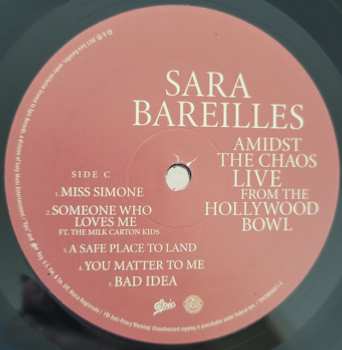 SARA
BAREILLES
AMIDST
THE CHAOS
LIVE
FROM THE
HOLLYWOOD
BOWL
SIDE C
1. MISS SIMONE
2. SOMEONE WHO
LOVES ME
FT. THE MILK CARTON KIDS
3. A SAFE PLACE TO LAND
4. YOU MATTER TO ME
5. BAD IDEA
Epic